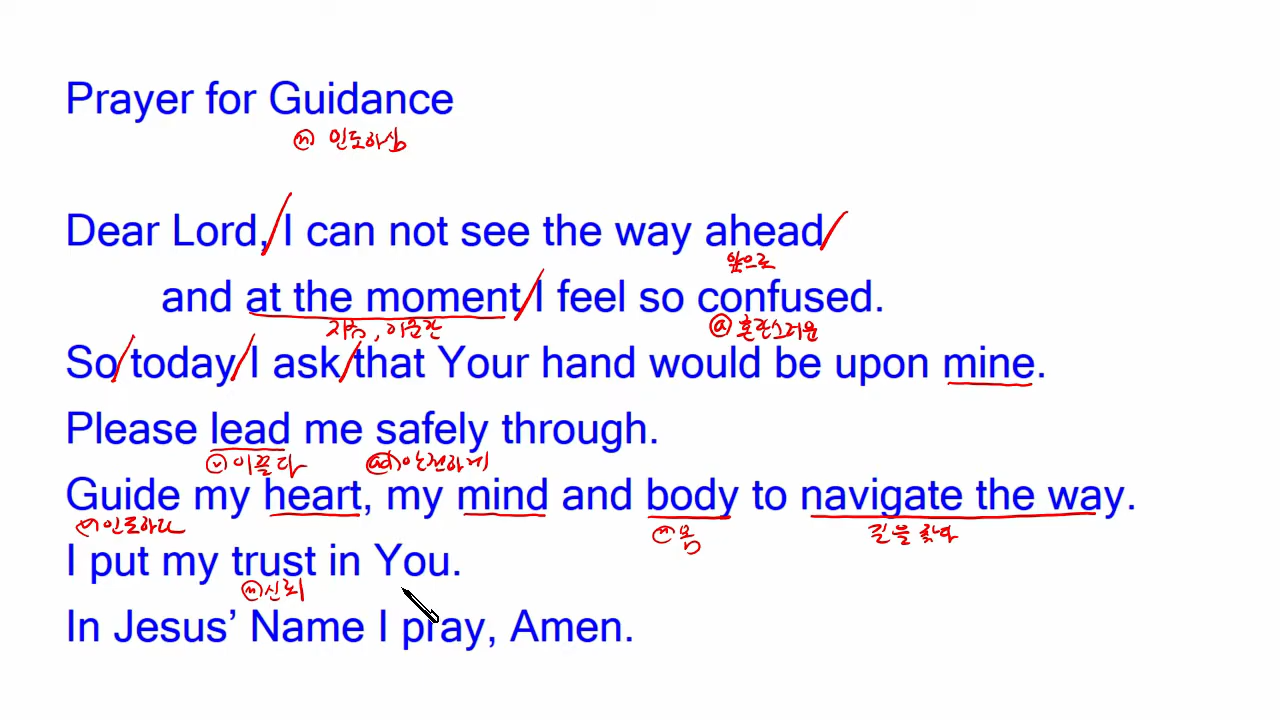 Prayer for Guidance
ⓝ 인도하심
Dear Lord, / I can not see the way ahead /
앞으로
and at the moment / I feel so confused.
지금, 이순간 ⓐ 혼란스러운
So / today / I ask / that Your hand would be upon mine.
Please lead me safely through.
ⓥ 이끌다 ad 안전하게
Guide my heart, my mind and body to navigate the way.
인도하다 ⓝ 몸 길을 찾다
I put my trust in You.
ⓝ 신뢰
In Jesus’ Name I pray, Amen.